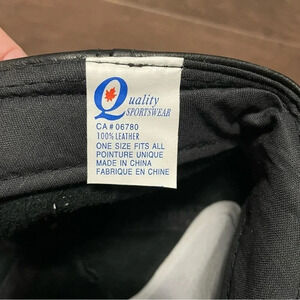 Quality
SPORTSWEAR
CA # 06780
100% LEATHER
ONE SIZE FITS ALL
POINTURE UNIQUE
MADE IN CHINA
FABRIQUE EN CHINE